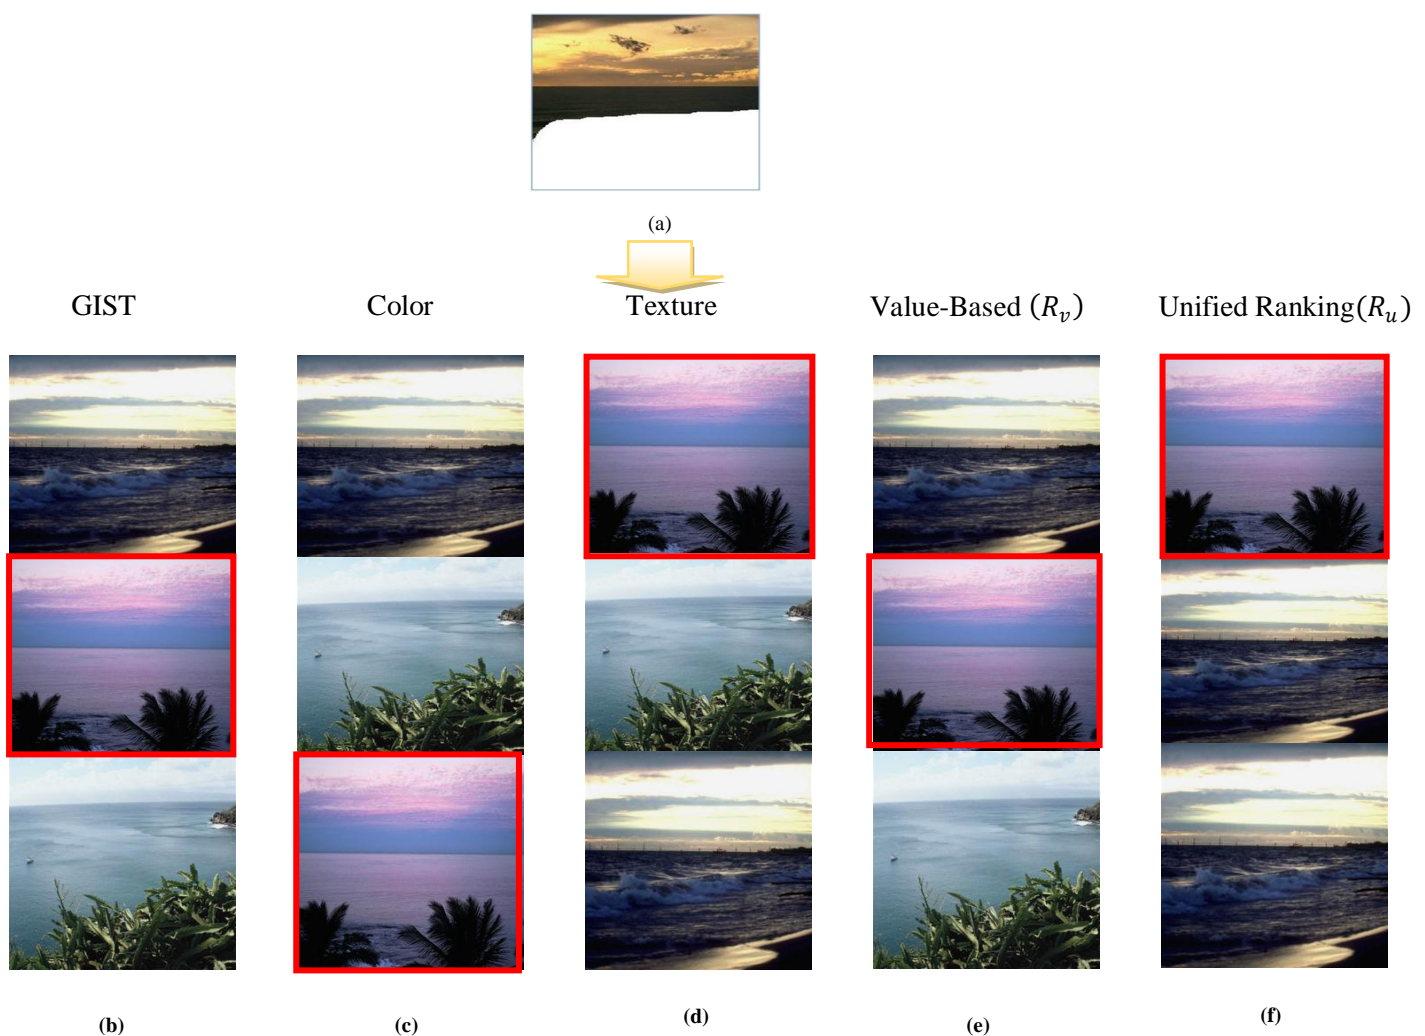 (a)
GIST Color Texture Value-Based (R_v) Unified Ranking(R_u)
(b) (c) (d) (e) (f)